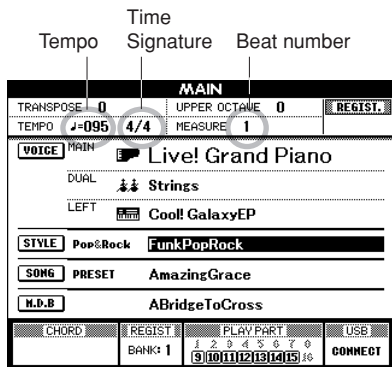 Time
Tempo Signature Beat number
MAIN
TRANSPOSE 0 UPPER OCTAVE 0 REGIST.
TEMPO ♩=095 4/4 MEASURE 1
VOICE MAIN Live! Grand Piano
DUAL Strings
LEFT Cool! GalaxyEP
STYLE Pop&Rock FunkPopRock
SONG PRESET AmazingGrace
M.D.B ABridgeToCross
CHORD REGIST PLAY PART USB
BANK: 1 1 2 3 4 5 6 7 8 CONNECT
9 10 11 12 13 14 15 16